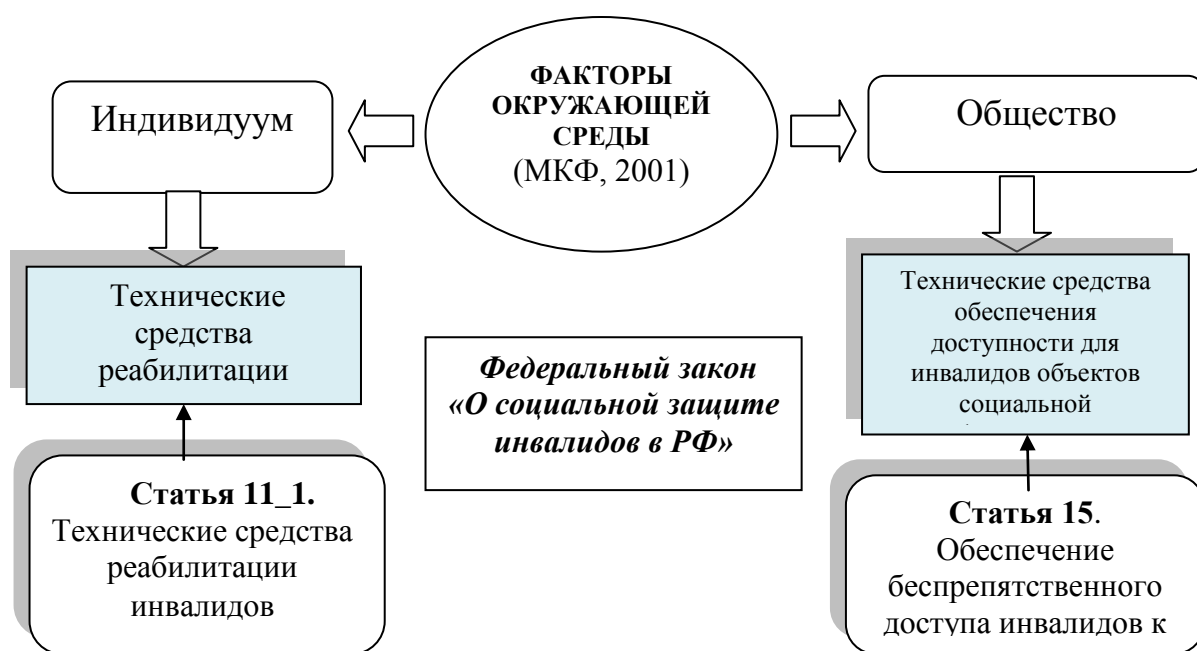 ФАКТОРЫ
ОКРУЖАЮЩЕЙ
СРЕДЫ
(МКФ, 2001)
Индивидуум
Общество
Технические
средства
реабилитации
Технические средства
обеспечения
доступности для
инвалидов объектов
социальной
Федеральный закон
«О социальной защите
инвалидов в РФ»
Статья 11_1.
Технические средства
реабилитации
инвалидов
Статья 15.
Обеспечение
беспрепятственного
доступа инвалидов к